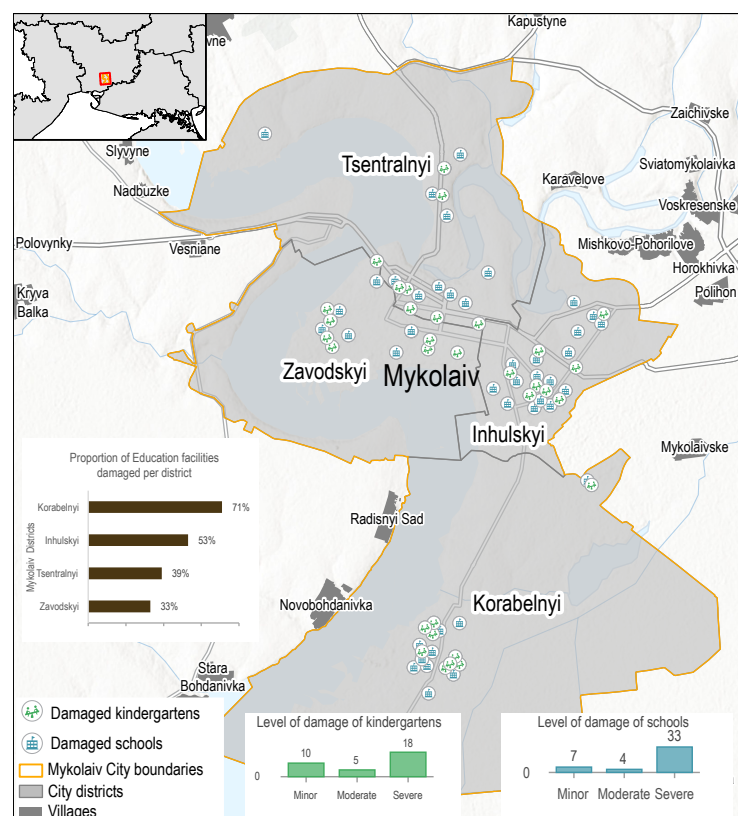 Kapustyne
vne
Zaichivske
Slyvyne
Tsentralnyi
Sviatomykolaivka
Karavelove
Nadbuzke
Voskresenske
Polovynky
Vesniane
Mishkovo-Pohorilove
Horokhivka
Kryva
Balka
Polihon
Zavodskyi
Mykolaiv
Inhulskyi
Mykolaivske
Proportion of Education facilities
damaged per district
Mykolaiv Districts
Korabelnyi
71%
Inhulskyi
53%
Tsentralnyi
39%
Zavodskyi
33%
Radisnyi Sad
Novobohdanivka
Korabelnyi
Stara
Bohdanivka
Damaged kindergartens
Damaged schools
Mykolaiv City boundaries
City districts
Villages
Level of damage of kindergartens
10
5
18
0
Minor
Moderate
Severe
Level of damage of schools
7
4
33
0
Minor
Moderate
Severe